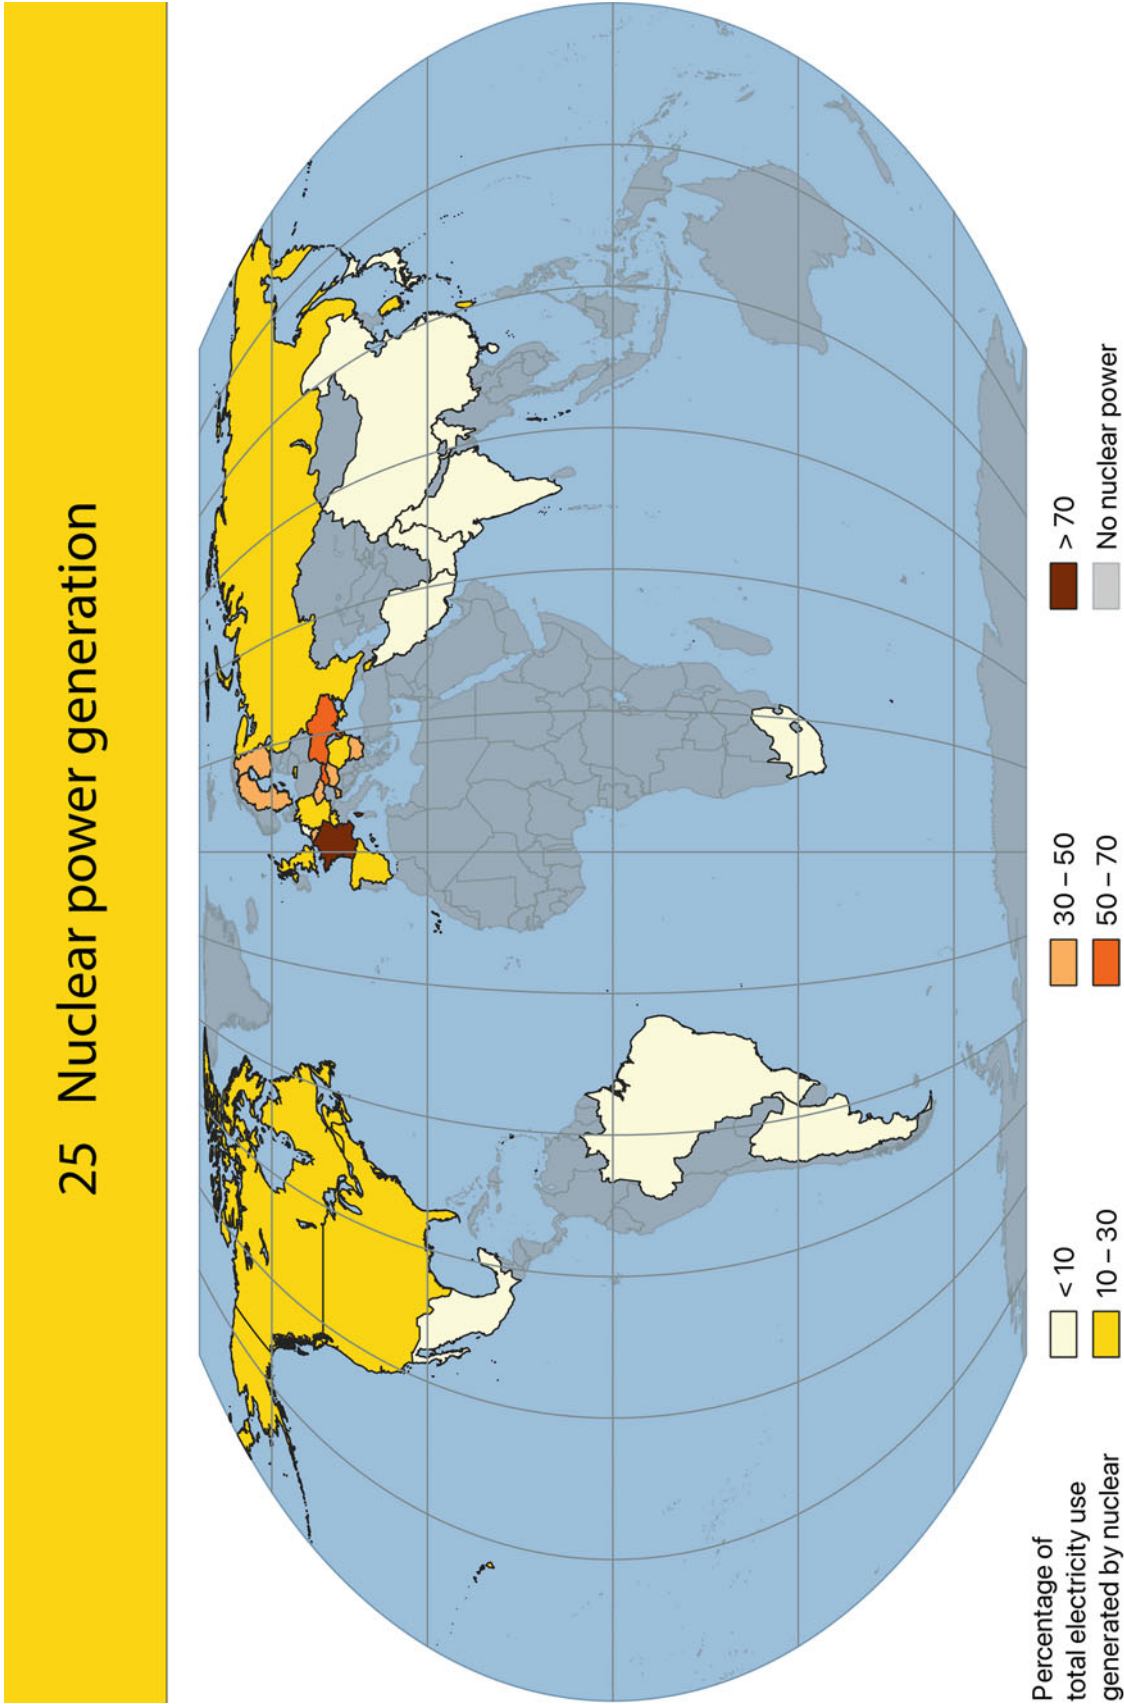 25 Nuclear power generation
Percentage of
total electricity use
generated by nuclear
< 10
10 – 30
30 – 50
50 – 70
> 70
No nuclear power